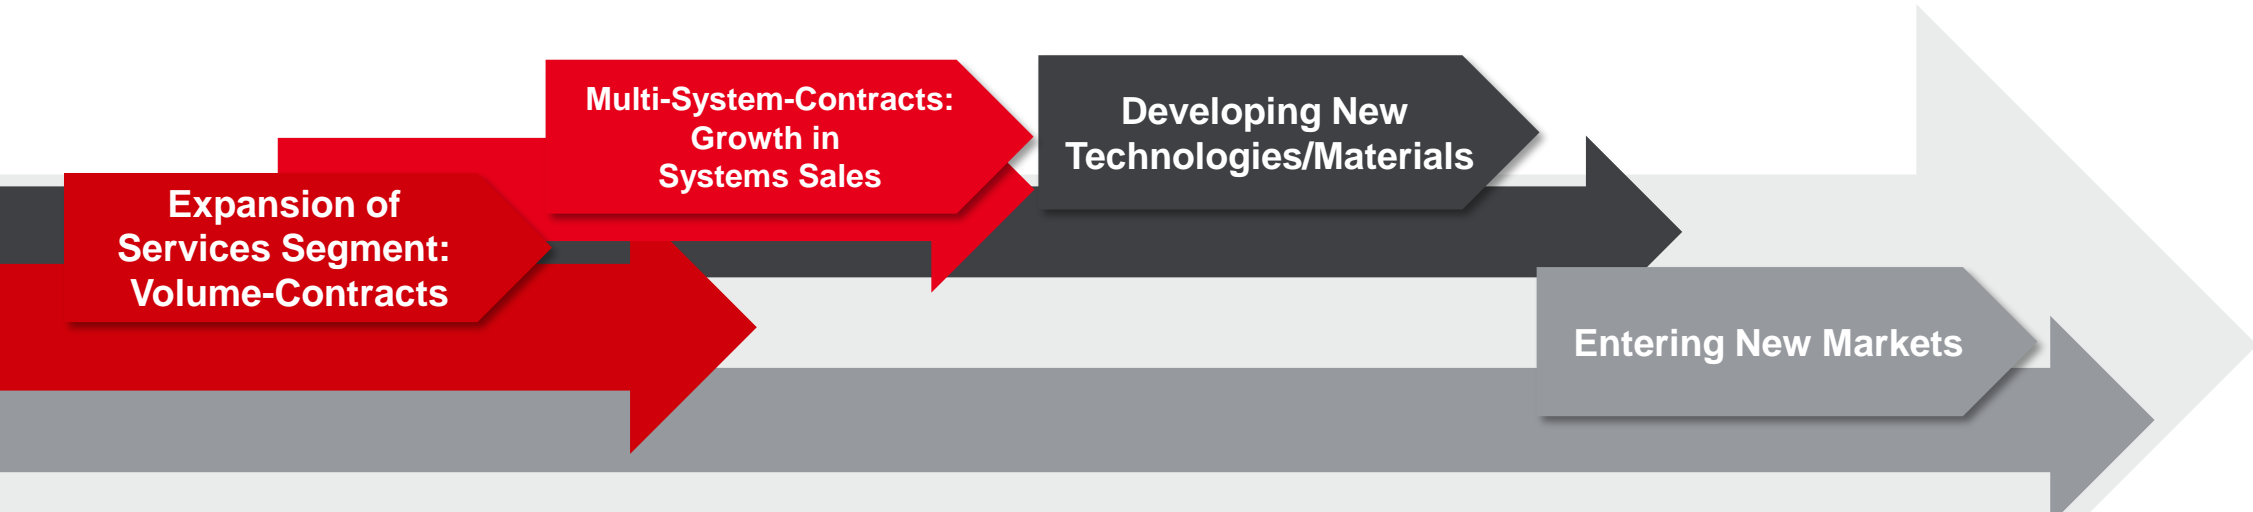 Expansion of
Services Segment:
Volume-Contracts
Multi-System-Contracts:
Growth in
Systems Sales
Developing New
Technologies/Materials
Entering New Markets